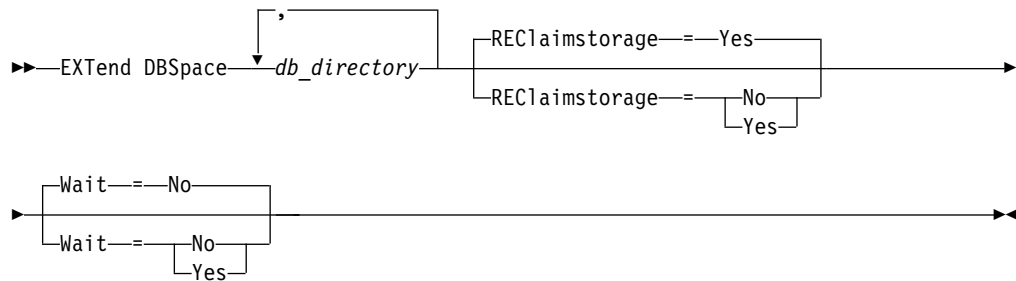 ,
REClaimstorage = Yes
EXTend DBSpace db_directory
REClaimstorage = No
Yes
Wait = No
Wait = No
Yes